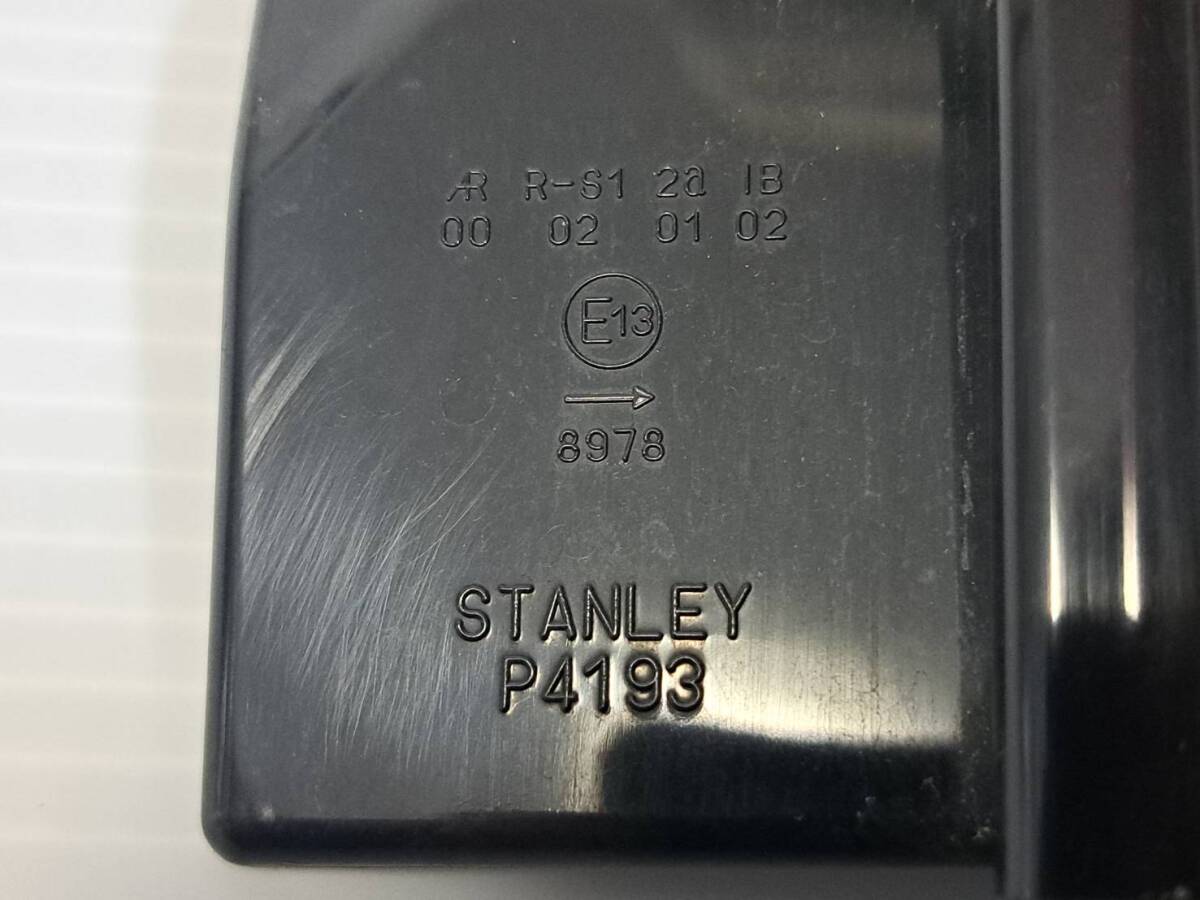 AR R-S1 2a IB
00 02 01 02
E13
→
8978
STANLEY
P4193